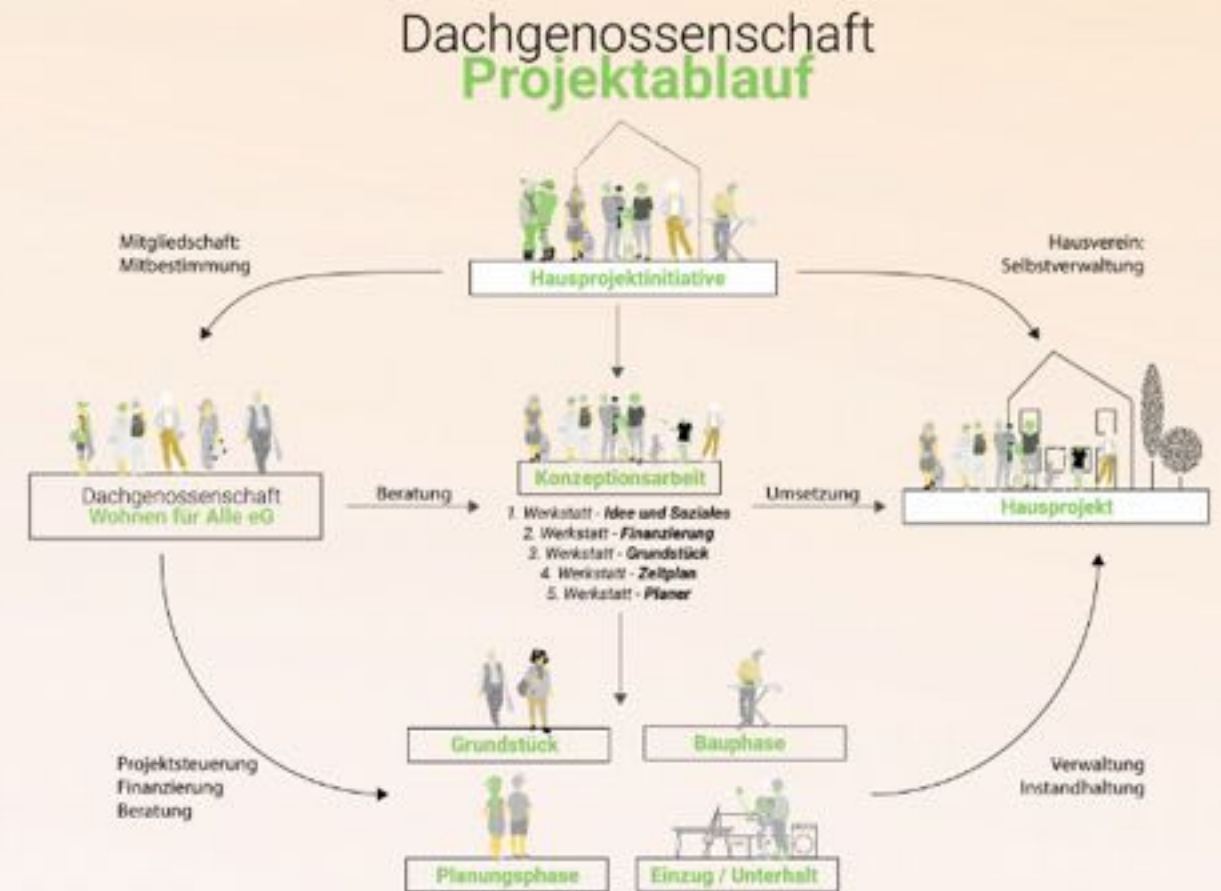 Dachgenossenschaft
Projektablauf
Hausprojektinitiative
Mitgliedschaft:
Mitbestimmung
Hausverein:
Selbstverwaltung
Dachgenossenschaft
Wohnen für Alle eG
Beratung
Konzeptionsarbeit
1. Werkstatt - Idee und Soziales
2. Werkstatt - Finanzierung
3. Werkstatt - Grundstück
4. Werkstatt - Zeitplan
5. Werkstatt - Planer
Umsetzung
Hausprojekt
Projektsteuerung
Finanzierung
Beratung
Grundstück
Bauphase
Planungsphase
Einzug / Unterhalt
Verwaltung
Instandhaltung